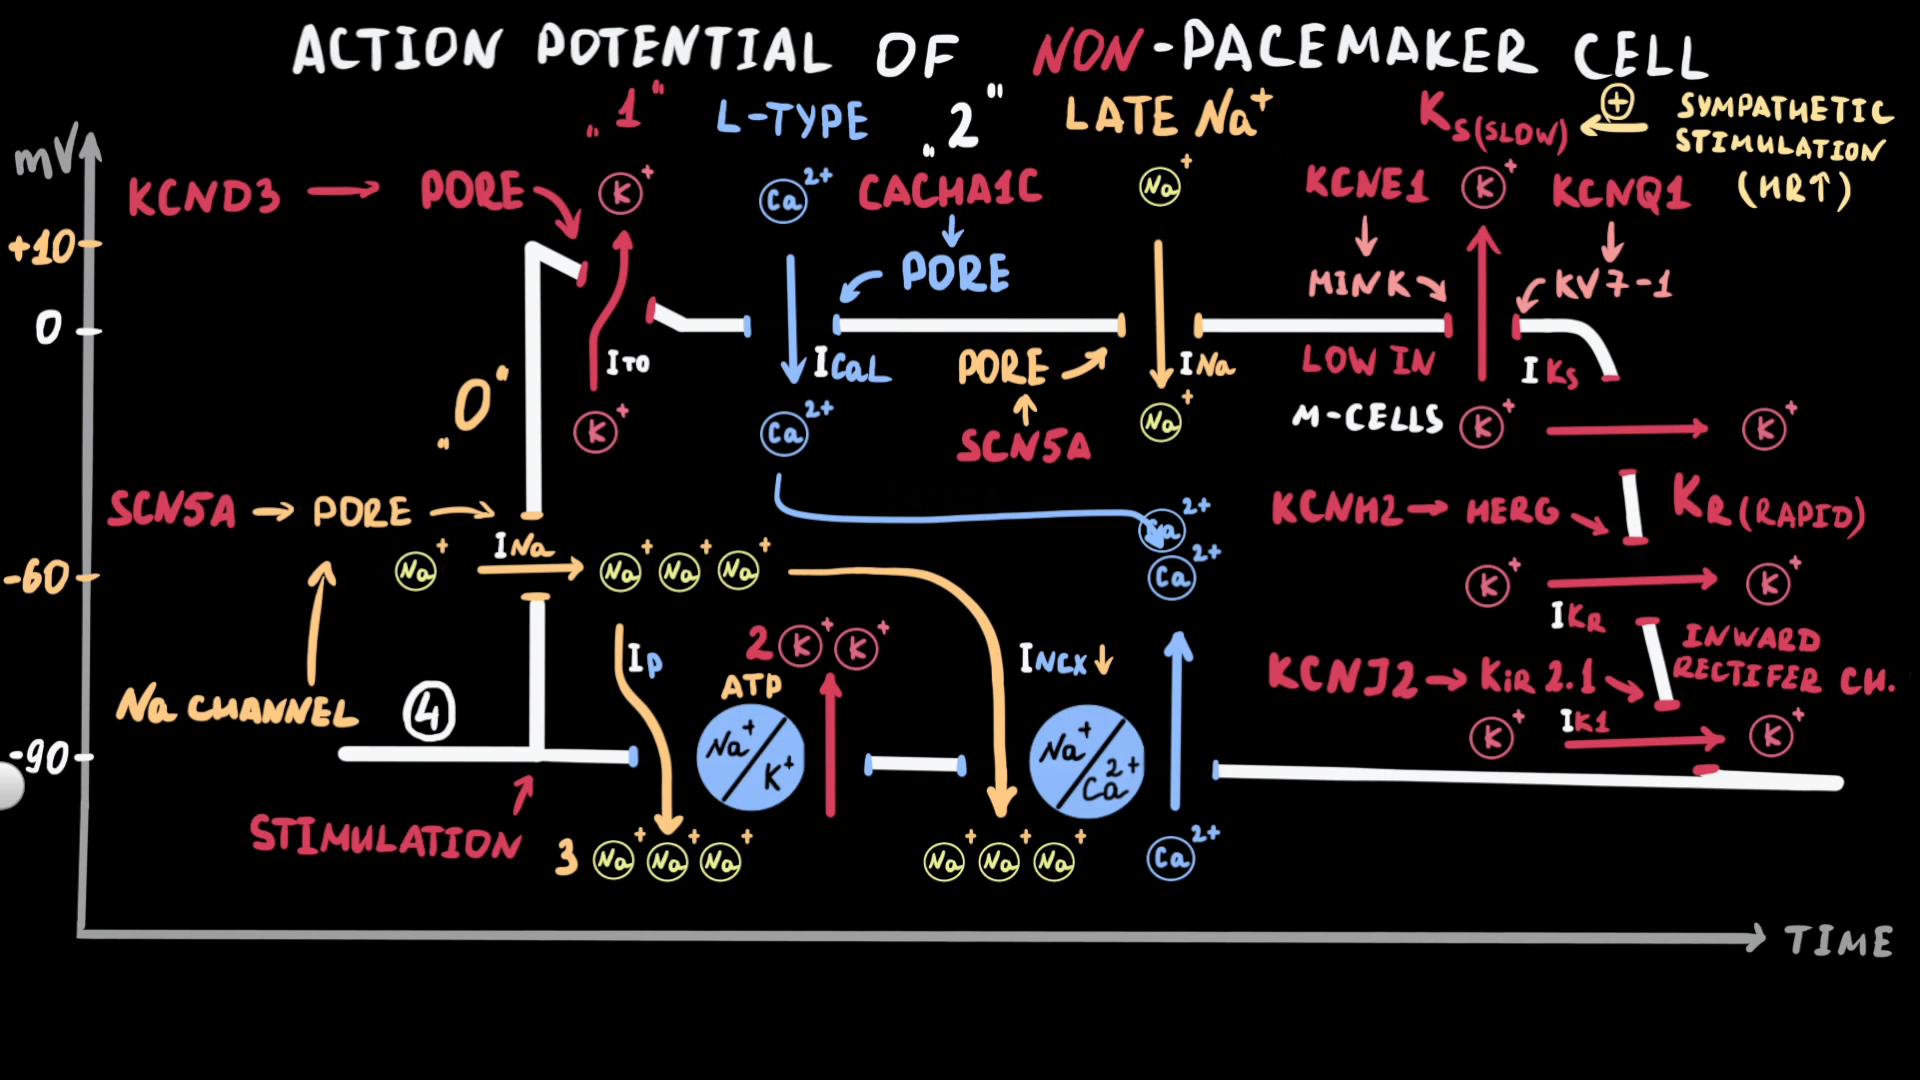 ACTION POTENTIAL OF NON-PACEMAKER CELL
mV
„1"
L-TYPE
„2"
LATE Na+
Ks(SLOW)
+
SYMPATHETIC
STIMULATION
(HR↑)
KCND3 → PORE
K+
Ca2+
CACHA1C
Na+
KCNE1
K+
KCNQ1
+10
PORE
MINK
KV7-1
0
ITO
ICaL
PORE
INa
LOW IN
M-CELLS
IKs
„0"
K+
Ca2+
SCN5A
Na+
K+
K+
SCN5A → PORE
INa
Ca2+
KCNH2 → HERG
KR(RAPID)
-60
Na+
Na+ Na+ Na+
Ca2+
K+
K+
IKR
Ip
2 K+ K+
INCX↓
INWARD
RECTIFER CH.
KCNJ2 → KiR 2.1
Na CHANNEL
4
ATP
IK1
-90
Na+/K+
Na+/Ca2+
K+
K+
STIMULATION
3 Na+ Na+ Na+
Na+ Na+ Na+
Ca2+
TIME